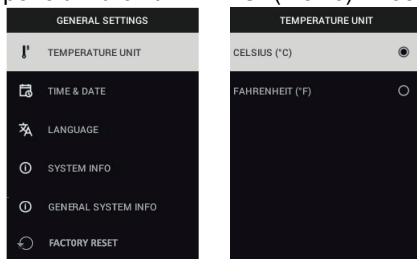 GENERAL SETTINGS
TEMPERATURE UNIT
TIME & DATE
LANGUAGE
SYSTEM INFO
GENERAL SYSTEM INFO
FACTORY RESET
TEMPERATURE UNIT
CELSIUS (°C)
FAHRENHEIT (°F)